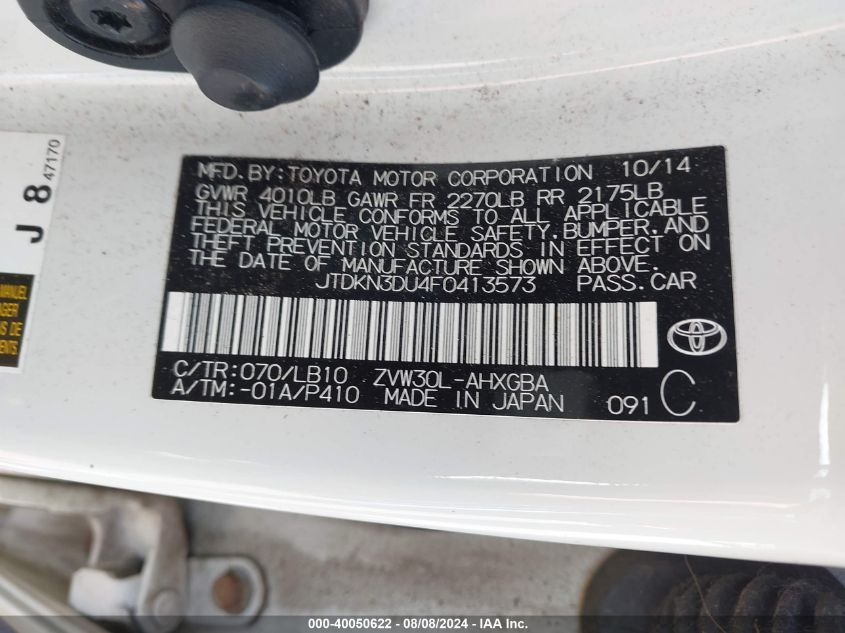 MFD.BY:TOYOTA MOTOR CORPORATION 10/14
GVWR 4010LB GAWR FR 2270LB RR 2175LB
THIS VEHICLE CONFORMS TO ALL APPLICABLE
FEDERAL MOTOR VEHICLE SAFETY,BUMPER,AND
THEFT PREVENTION STANDARDS IN EFFECT ON
THE DATE OF MANUFACTURE SHOWN ABOVE.
JTDKN3DU4F0413573 PASS.CAR
C/TR:070/LB10 ZVW30L-AHXGBA
A/TM:-01A/P410 MADE IN JAPAN 091 C
J 8 47170
MANUEL
DE
000-40050622 - 08/08/2024 - IAA Inc.